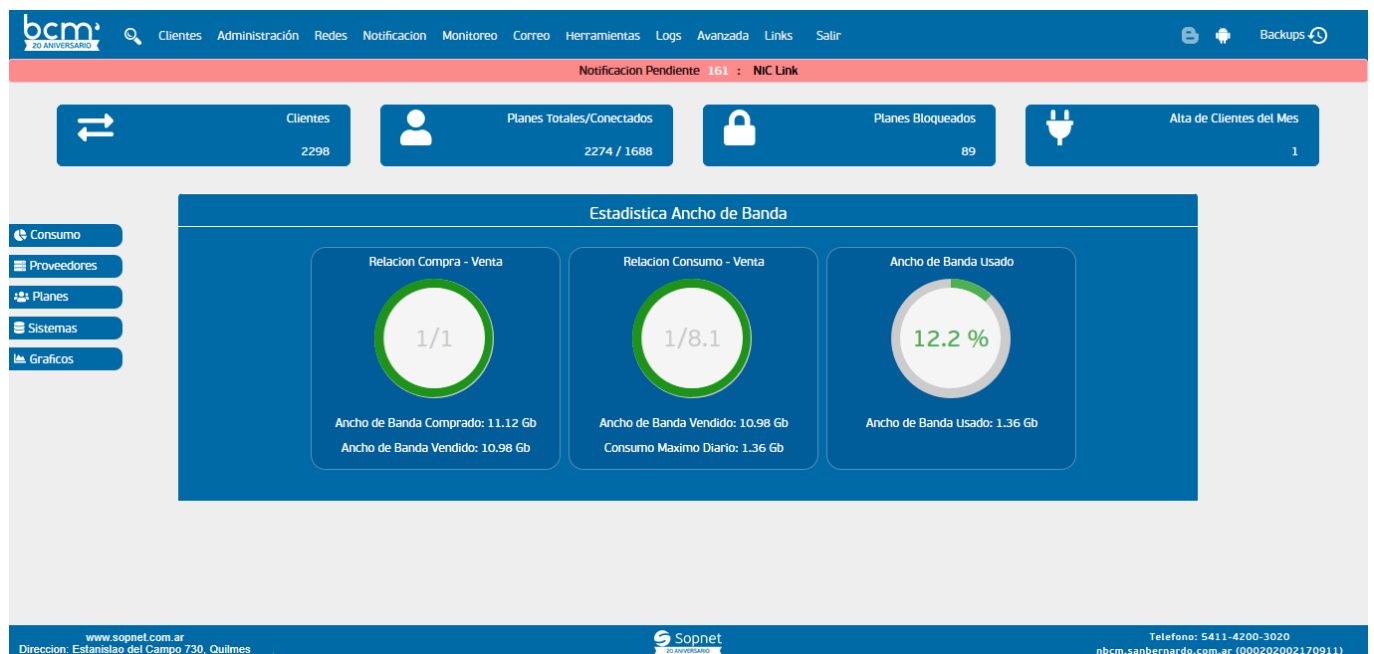 bcm
20 ANIVERSARIO
Clientes Administración Redes Notificacion Monitoreo Correo Herramientas Logs Avanzada Links Salir
Backups
Notificacion Pendiente 161 : NIC Link
Clientes
2298
Planes Totales/Conectados
2274 / 1688
Planes Bloqueados
89
Alta de Clientes del Mes
1
Consumo
Proveedores
Planes
Sistemas
Graficos
Estadistica Ancho de Banda
Relacion Compra - Venta
1/1
Ancho de Banda Comprado: 11.12 Gb
Ancho de Banda Vendido: 10.98 Gb
Relacion Consumo - Venta
1/8.1
Ancho de Banda Vendido: 10.98 Gb
Consumo Maximo Diario: 1.36 Gb
Ancho de Banda Usado
12.2 %
Ancho de Banda Usado: 1.36 Gb
www.sopnet.com.ar
Direccion: Estanislao del Campo 730, Quilmes
Sopnet
20 ANIVERSARIO
Telefono: 5411-4200-3020
nbcm.sanbernardo.com.ar (000202002170911)